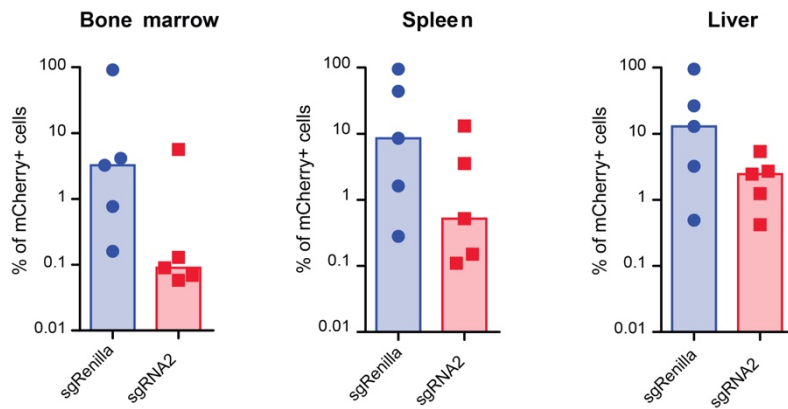 Bone marrow
% of mCherry+ cells
100
10
1
0.1
0.01
sgRenilla
sgRNA2
Spleen
% of mCherry+ cells
100
10
1
0.1
0.01
sgRenilla
sgRNA2
Liver
% of mCherry+ cells
100
10
1
0.1
0.01
sgRenilla
sgRNA2